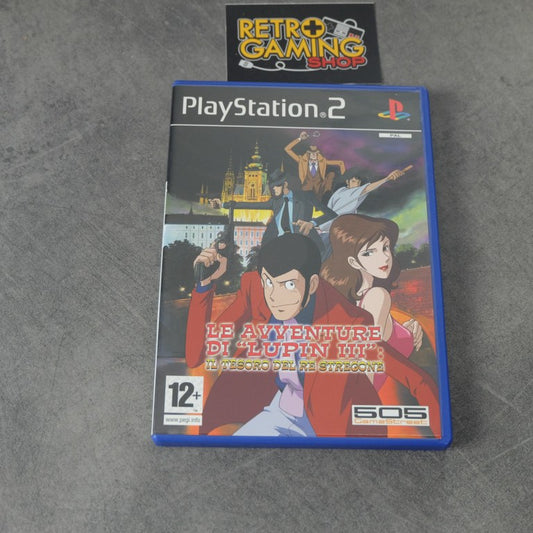 RETRO
GAMING
SHOP
PlayStation®2
PAL
LE AVVENTURE
DI "LUPIN III":
IL TESORO DEL RE STREGONE
12+
www.pegi.info
505
GameStreet